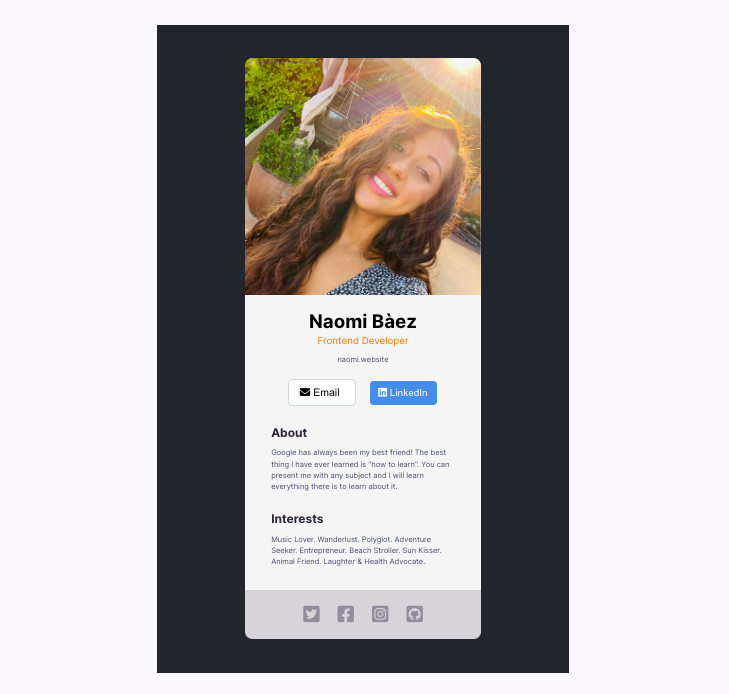 Naomi Bàez
Frontend Developer
naomi.website
Email
LinkedIn
About
Google has always been my best friend! The best
thing I have ever learned is "how to learn". You can
present me with any subject and I will learn
everything there is to learn about it.
Interests
Music Lover. Wanderlust. Polyglot. Adventure
Seeker. Entrepreneur. Beach Stroller. Sun Kisser.
Animal Friend. Laughter & Health Advocate.